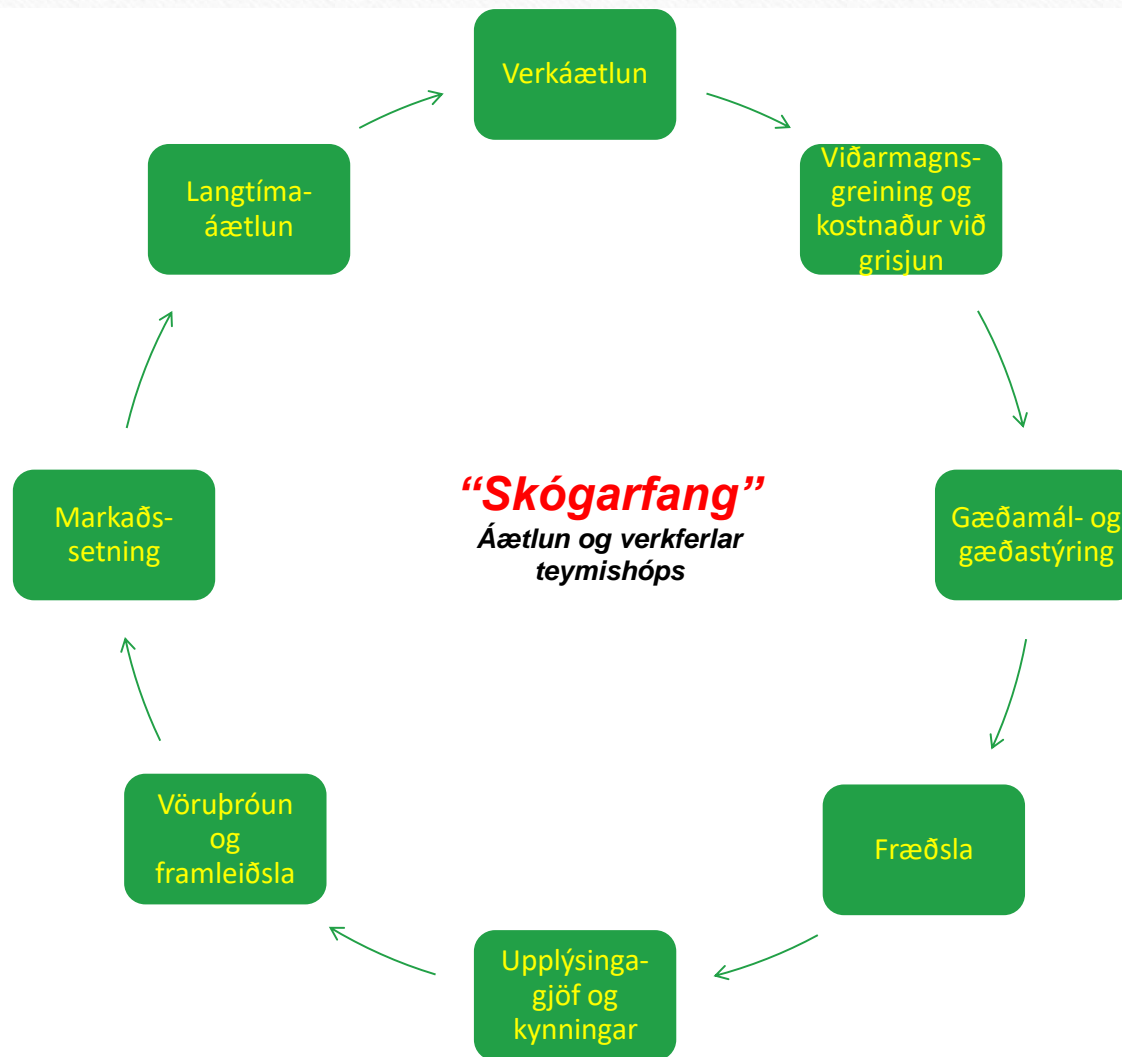 Verkáætlun
Viðarmagns-
greining og
kostnaður við
grisjun
Gæðamál- og
gæðastýring
Fræðsla
Upplýsinga-
gjöf og
kynningar
Vöruþróun
og
framleiðsla
Markaðs-
setning
Langtíma-
áætlun
“Skógarfang”
Áætlun og verkferlar
teymishóps